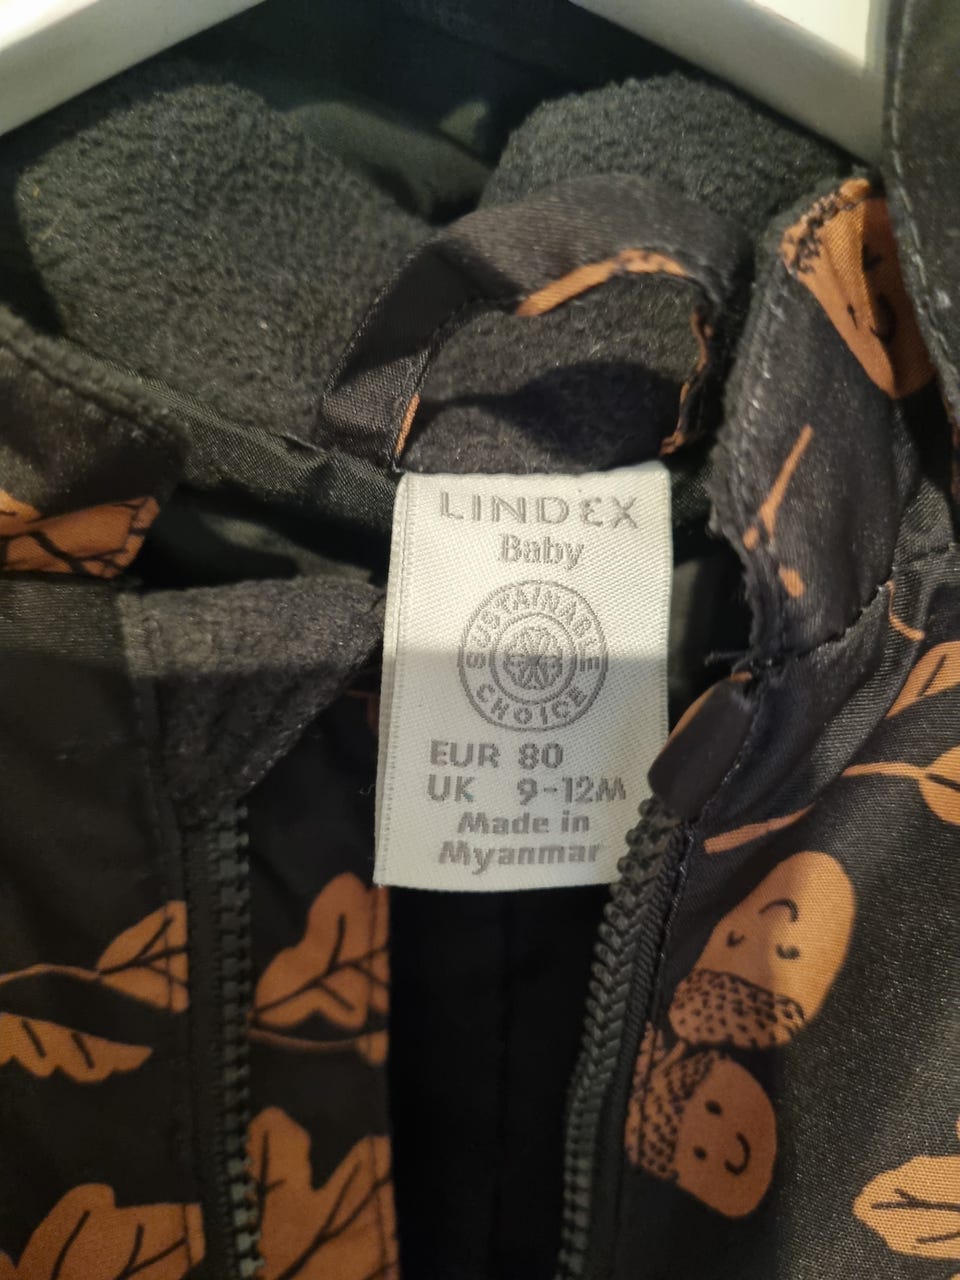 LINDEX
Baby
SUSTAINABLE
CHOICE
EUR 80
UK 9-12M
Made in
Myanmar